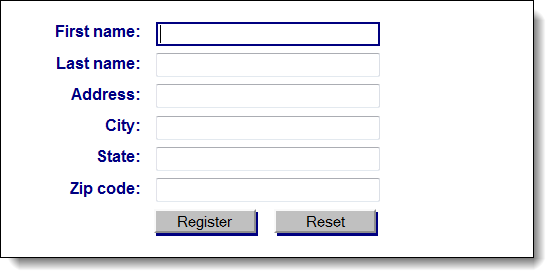 First name:
Last name:
Address:
City:
State:
Zip code:
Register Reset